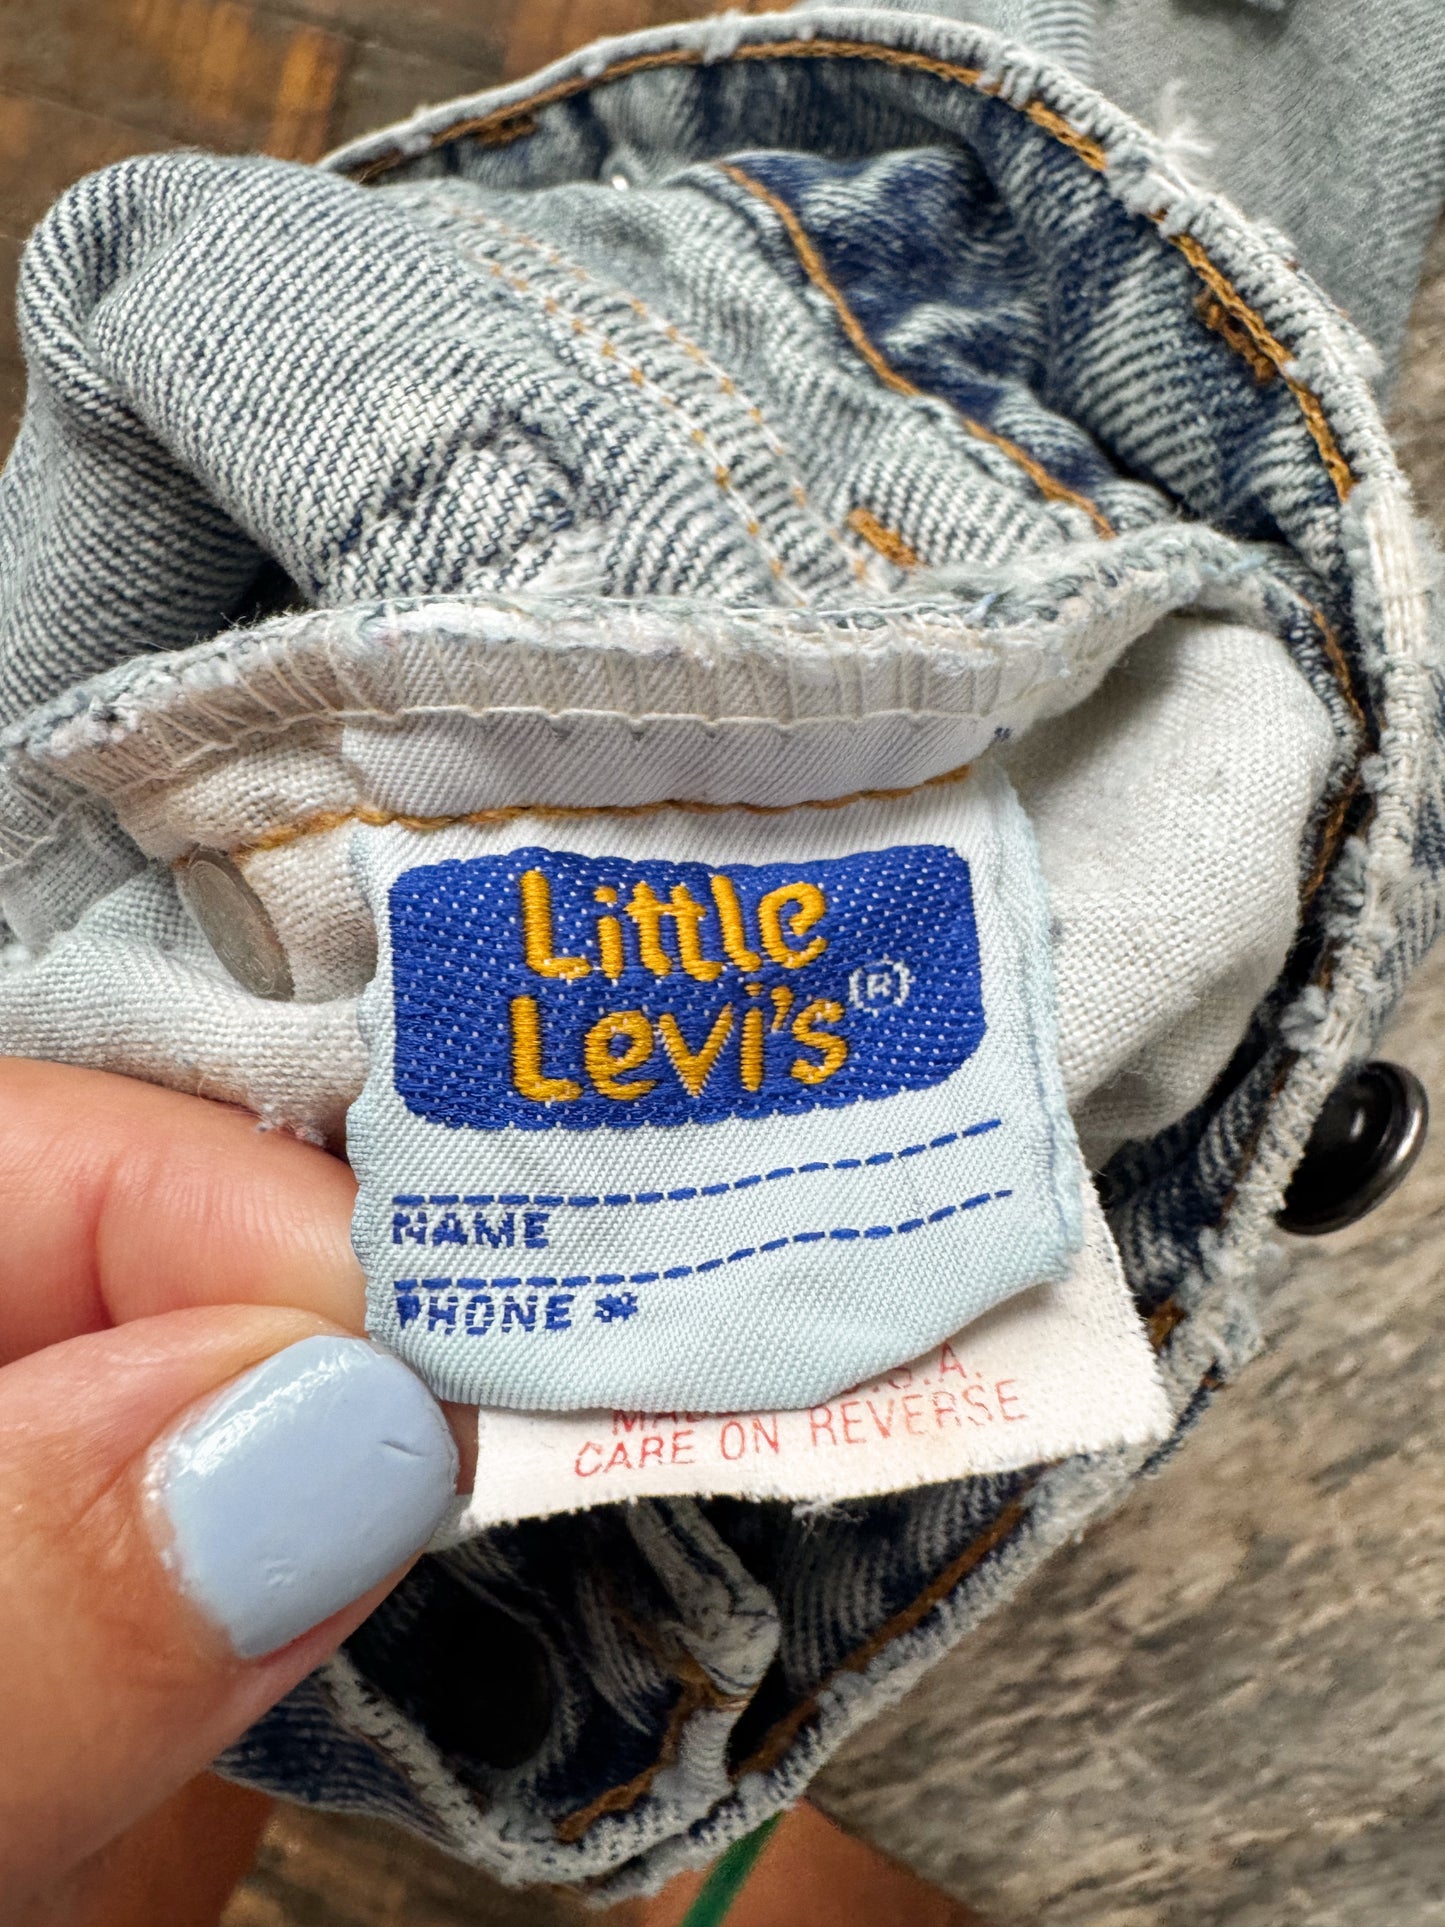 Little
Levi's®
NAME
PHONE #
U.S.A.
CARE ON REVERSE